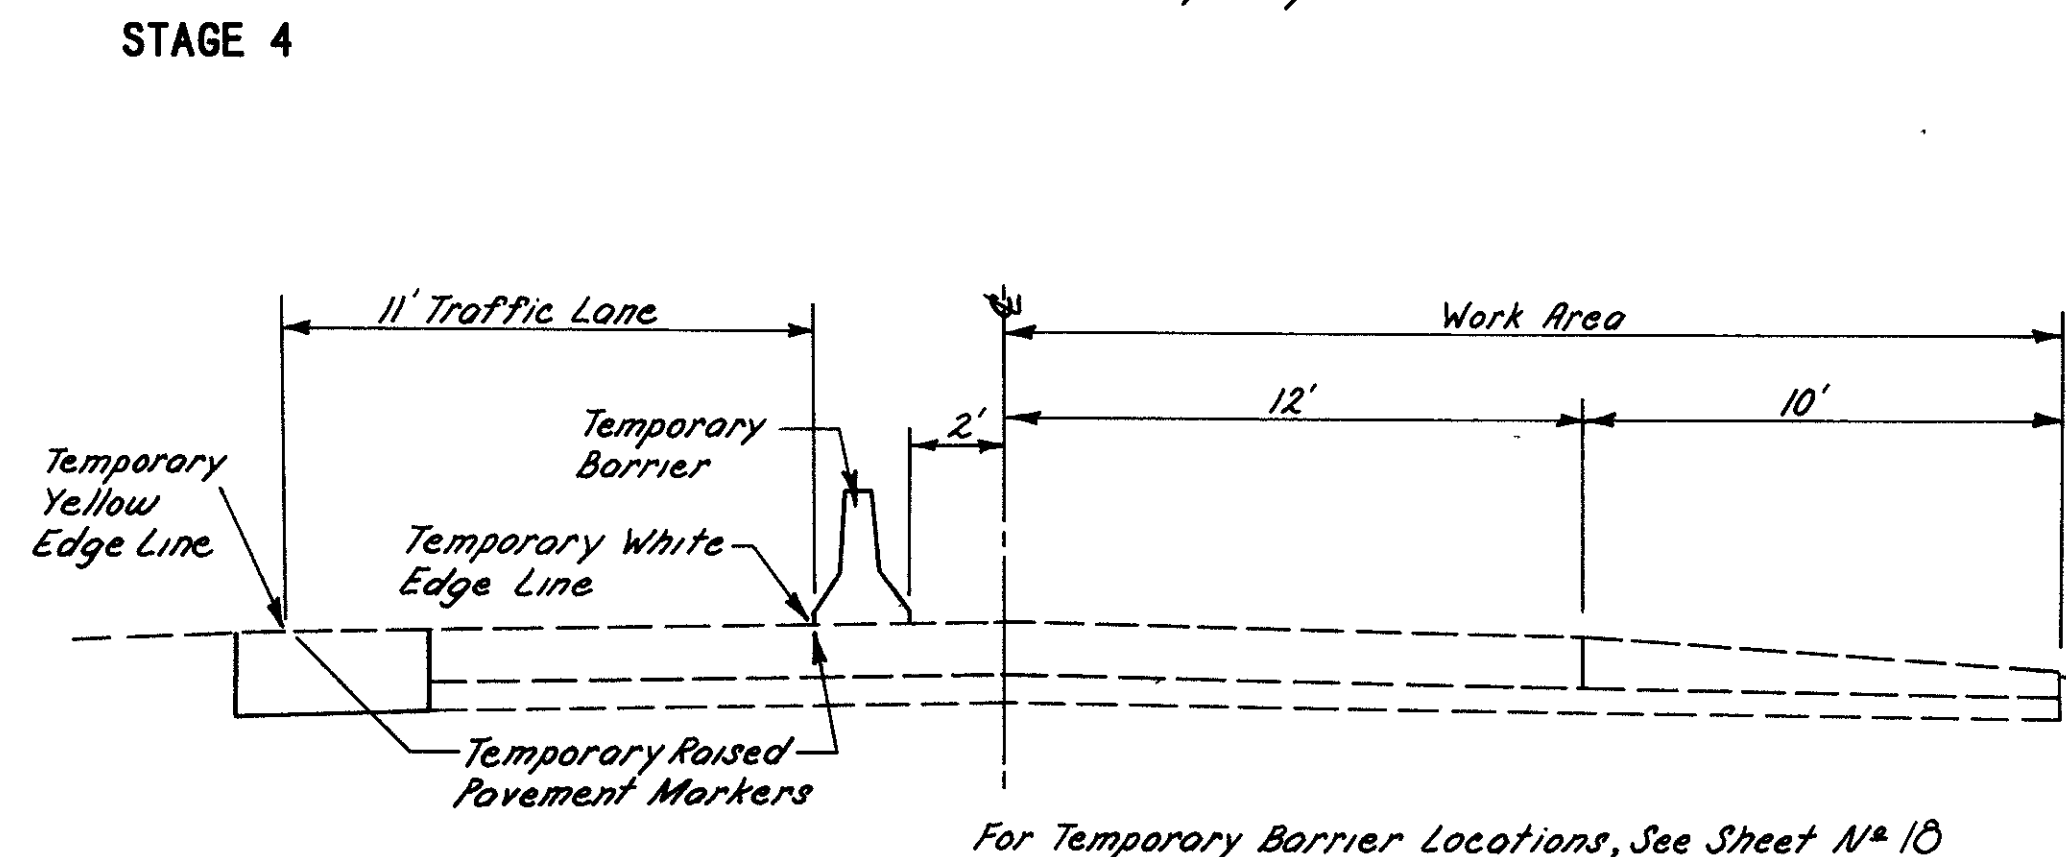 STAGE 4
11' Traffic Lane
℄
Work Area
12'
10'
2'
Temporary
Barrier
Temporary
Yellow
Edge Line
Temporary White
Edge Line
Temporary Raised
Pavement Markers
For Temporary Barrier Locations, See Sheet Nº 18